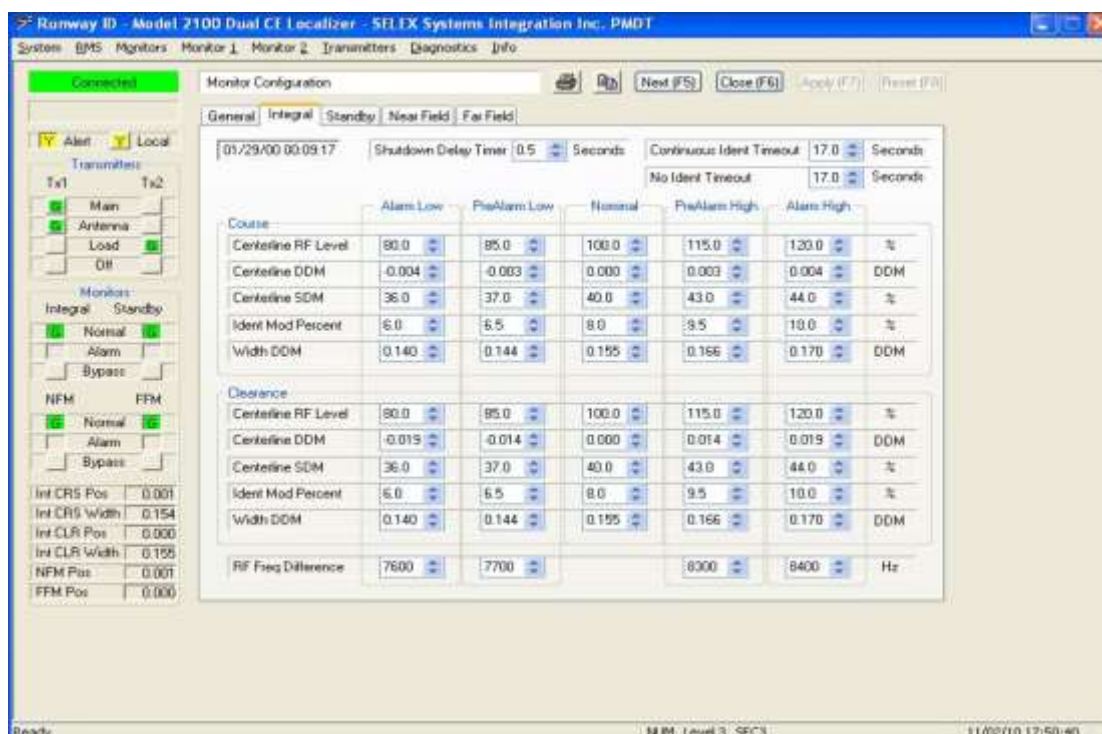 Runway ID - Model 2100 Dual CF Localizer - SELEX Systems Integration Inc. PMDT
System RMS Monitors Monitor 1 Monitor 2 Transmitters Diagnostics Info
Connected
Monitor Configuration
Next (F5) Close (F6) Apply (F7) Reset (F8)
General Integral Standby Near Field Far Field
Y Alert Y Local
01/29/00 00:09:17 Shutdown Delay Timer 0.5 Seconds Continuous Ident Timeout 17.0 Seconds
No Ident Timeout 17.0 Seconds
Transmitters
Tx1 Tx2
G Main
G Antenna
Load G
Off
Monitors
Integral Standby
G Normal G
Alarm
Bypass
NFM FFM
G Normal G
Alarm
Bypass
Int CRS Pos 0.001
Int CRS Width 0.154
Int CLR Pos 0.000
Int CLR Width 0.155
NFM Pos 0.001
FFM Pos 0.000
Alarm Low PreAlarm Low Nominal PreAlarm High Alarm High
Course
Centerline RF Level 80.0 85.0 100.0 115.0 120.0 %
Centerline DDM -0.004 -0.003 0.000 0.003 0.004 DDM
Centerline SDM 36.0 37.0 40.0 43.0 44.0 %
Ident Mod Percent 6.0 6.5 8.0 9.5 10.0 %
Width DDM 0.140 0.144 0.155 0.166 0.170 DDM
Clearance
Centerline RF Level 80.0 85.0 100.0 115.0 120.0 %
Centerline DDM -0.019 -0.014 0.000 0.014 0.019 DDM
Centerline SDM 36.0 37.0 40.0 43.0 44.0 %
Ident Mod Percent 6.0 6.5 8.0 9.5 10.0 %
Width DDM 0.140 0.144 0.155 0.166 0.170 DDM
RF Freq Difference 7600 7700 8300 8400 Hz
Ready NUM Level 3 SEC3 11/02/10 17:50:40